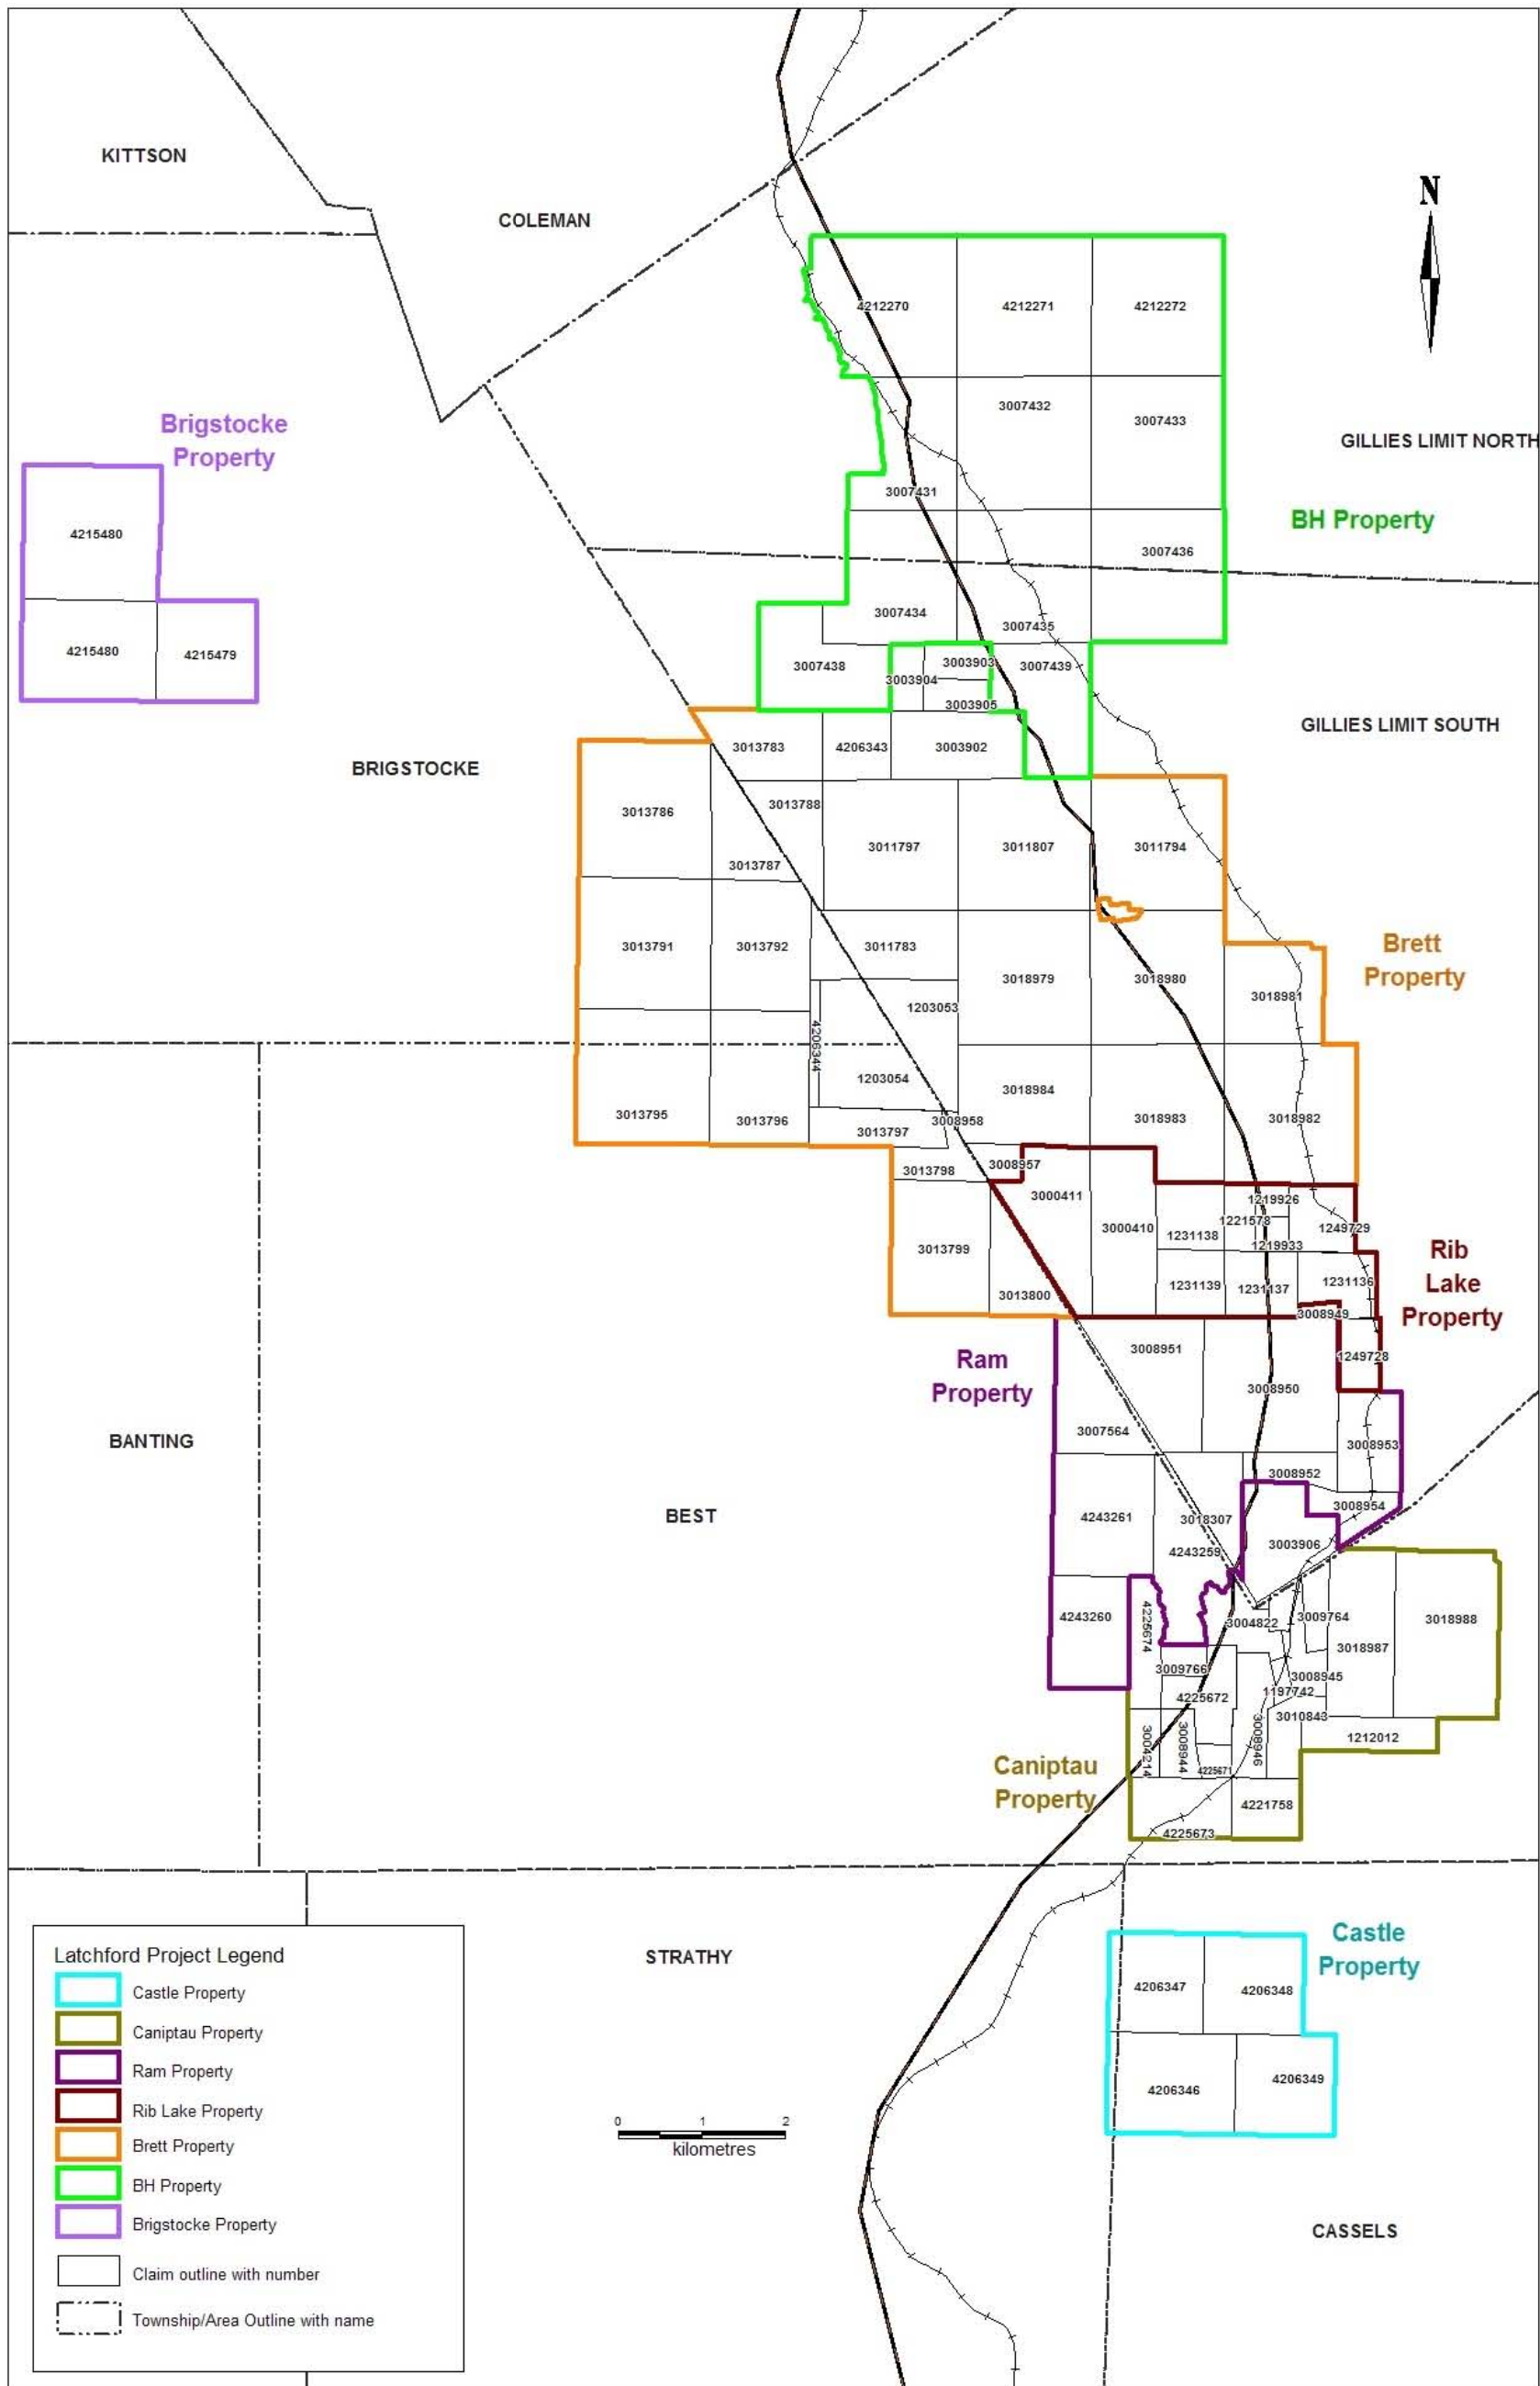 KITTSON
COLEMAN
N
4212270
4212271
4212272
3007432
3007433
Brigstocke
Property
GILLIES LIMIT NORTH
3007431
BH Property
4215480
3007436
3007434
3007435
4215480
4215479
3007438
3003903
3007439
3003904
3003905
GILLIES LIMIT SOUTH
3013783
4206343
3003902
BRIGSTOCKE
3013786
3013788
3011797
3011807
3011794
3013787
Brett
Property
3013791
3013792
3011783
3018979
3018980
3018981
1203053
4206344
1203054
3018984
3013795
3013796
3013797
3008958
3018983
3018982
3013798
3008957
3000411
1219926
1221578
3000410
1231138
1249729
3013799
1219933
Rib
Lake
Property
1231139
1231137
1231136
3013800
3008949
3008951
1249728
Ram
Property
3008950
3007564
BANTING
3008953
3008952
BEST
3008954
4243261
3018307
3003906
4243259
4243260
4225674
3004822
3009764
3018988
3018987
3009766
3008945
4225672
1197742
3010843
3004214
3008944
3008946
1212012
Caniptau
Property
4225671
4221758
4225673
STRATHY
Castle
Property
4206347
4206348
4206346
4206349
CASSELS
0 1 2
kilometres
Latchford Project Legend
Castle Property
Caniptau Property
Ram Property
Rib Lake Property
Brett Property
BH Property
Brigstocke Property
Claim outline with number
Township/Area Outline with name